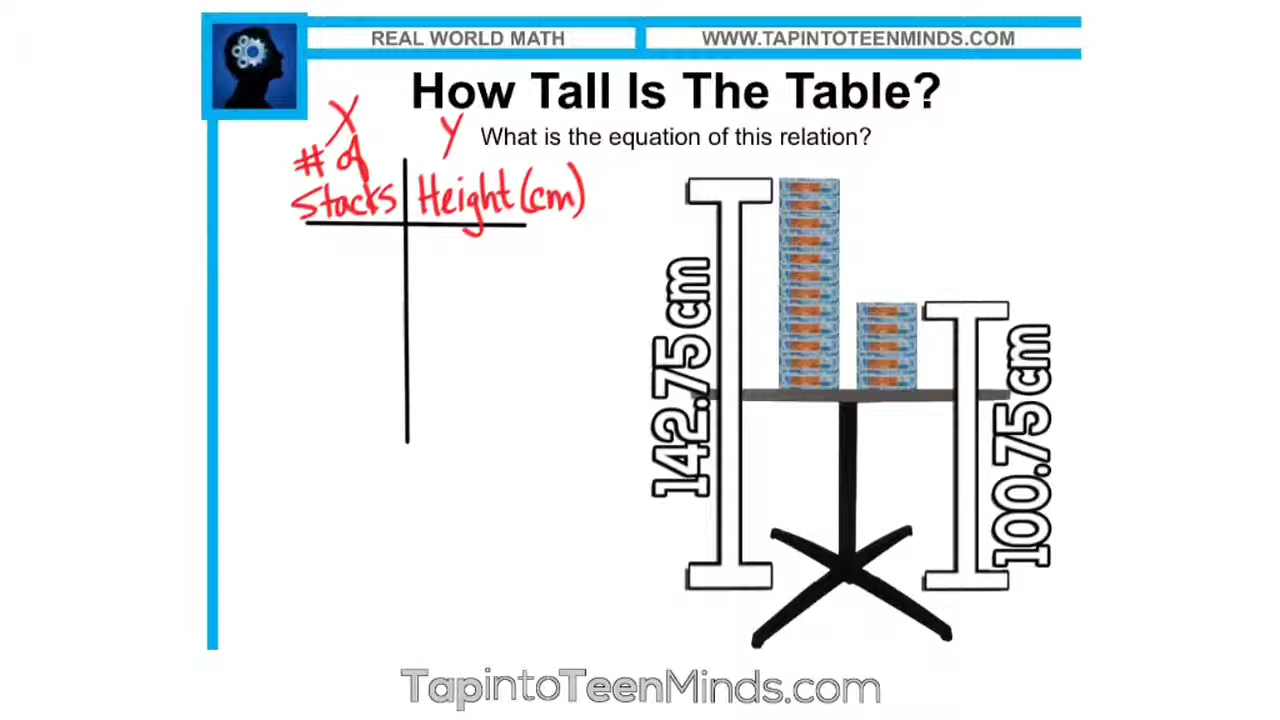 REAL WORLD MATH
WWW.TAPINTOTEENMINDS.COM
How Tall Is The Table?
What is the equation of this relation?
X
Y
# of
Stacks
Height (cm)
142.75 cm
100.75 cm
TapintoTeenMinds.com